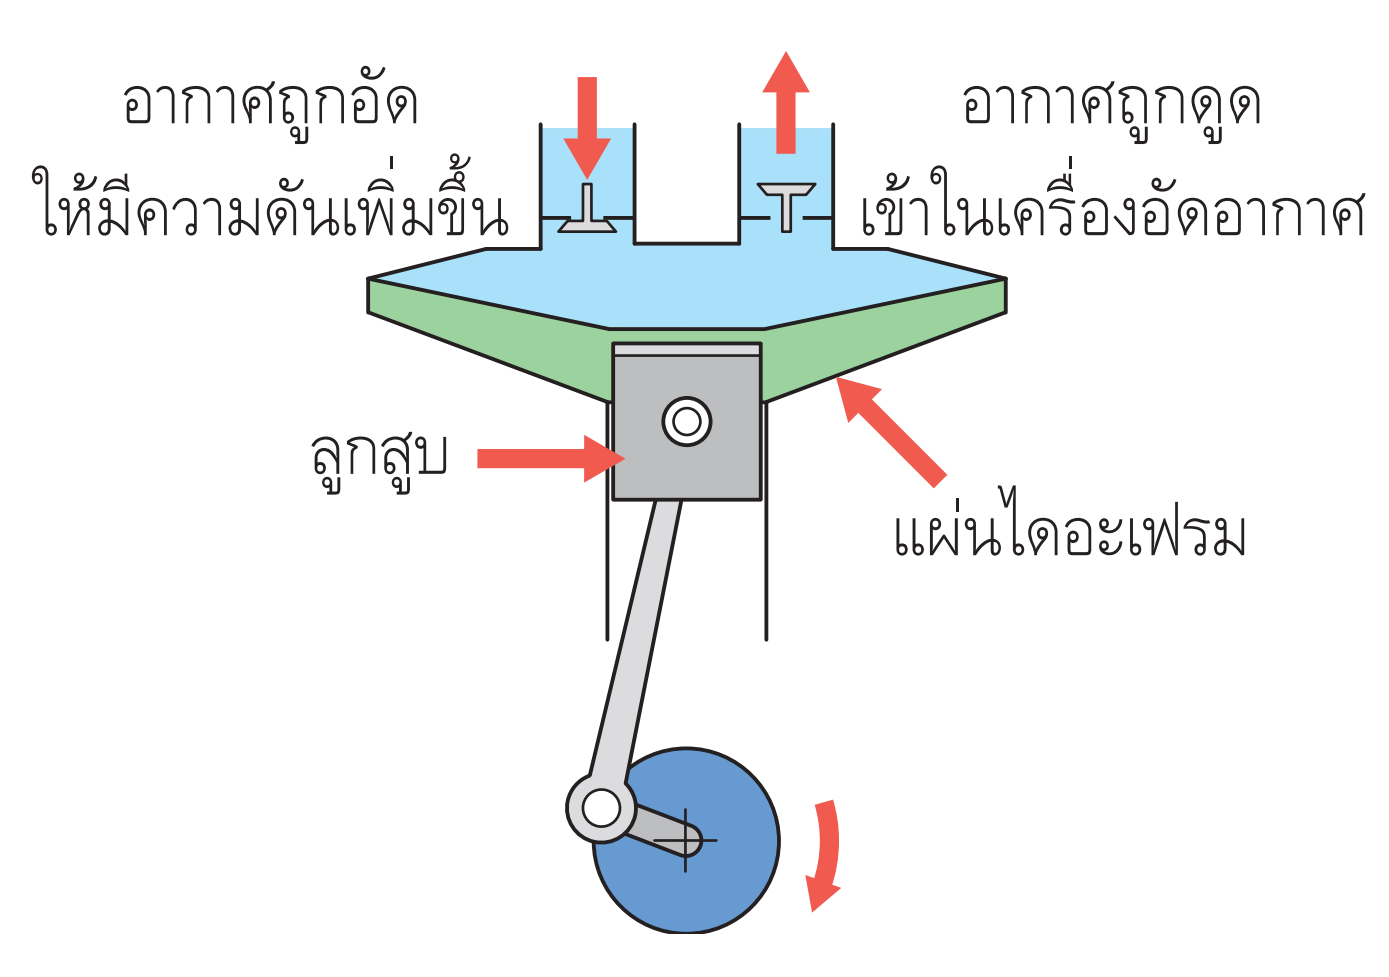 อากาศถูกอัด
ให้มีความดันเพิ่มขึ้น
อากาศถูกดูด
เข้าในเครื่องอัดอากาศ
ลูกสูบ
แผ่นไดอะเฟรม